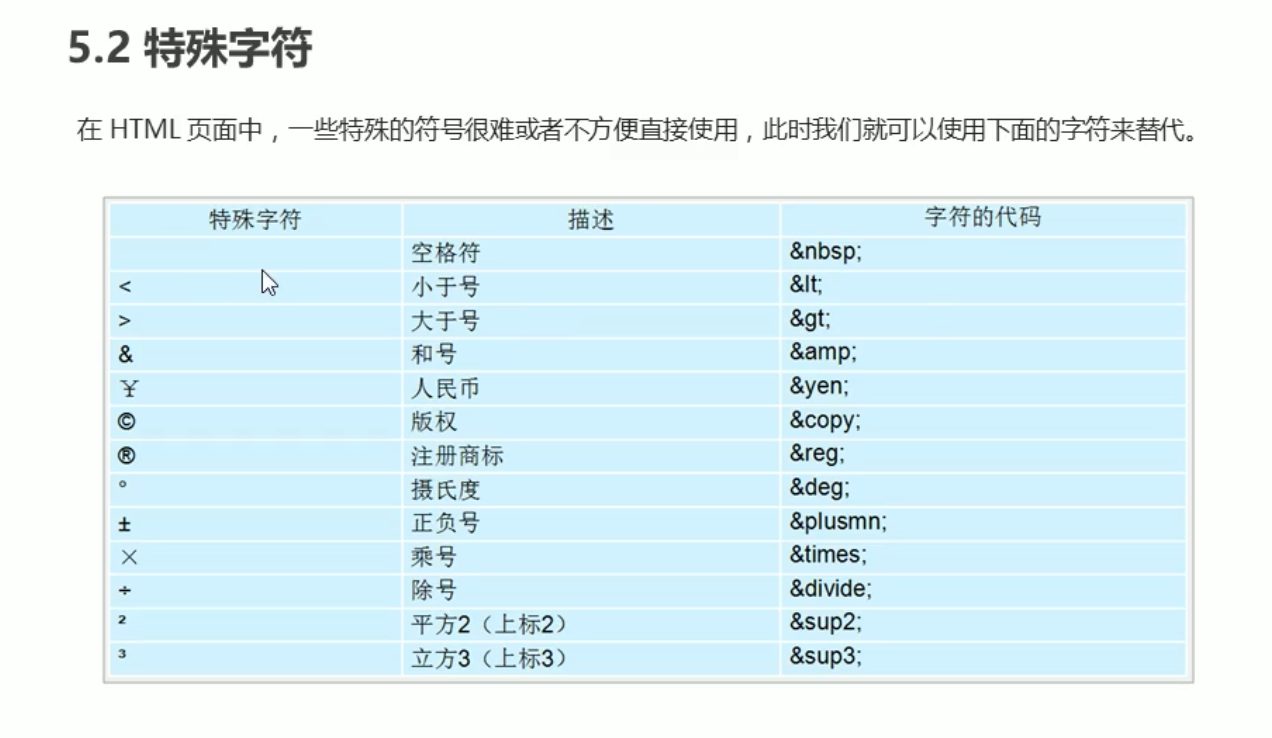 5.2 特殊字符
在 HTML 页面中，一些特殊的符号很难或者不方便直接使用，此时我们就可以使用下面的字符来替代。
特殊字符 描述 字符的代码
空格符 &nbsp;
< 小于号 &lt;
> 大于号 &gt;
& 和号 &amp;
¥ 人民币 &yen;
© 版权 &copy;
® 注册商标 &reg;
° 摄氏度 &deg;
± 正负号 &plusmn;
× 乘号 &times;
÷ 除号 &divide;
² 平方2（上标2） &sup2;
³ 立方3（上标3） &sup3;